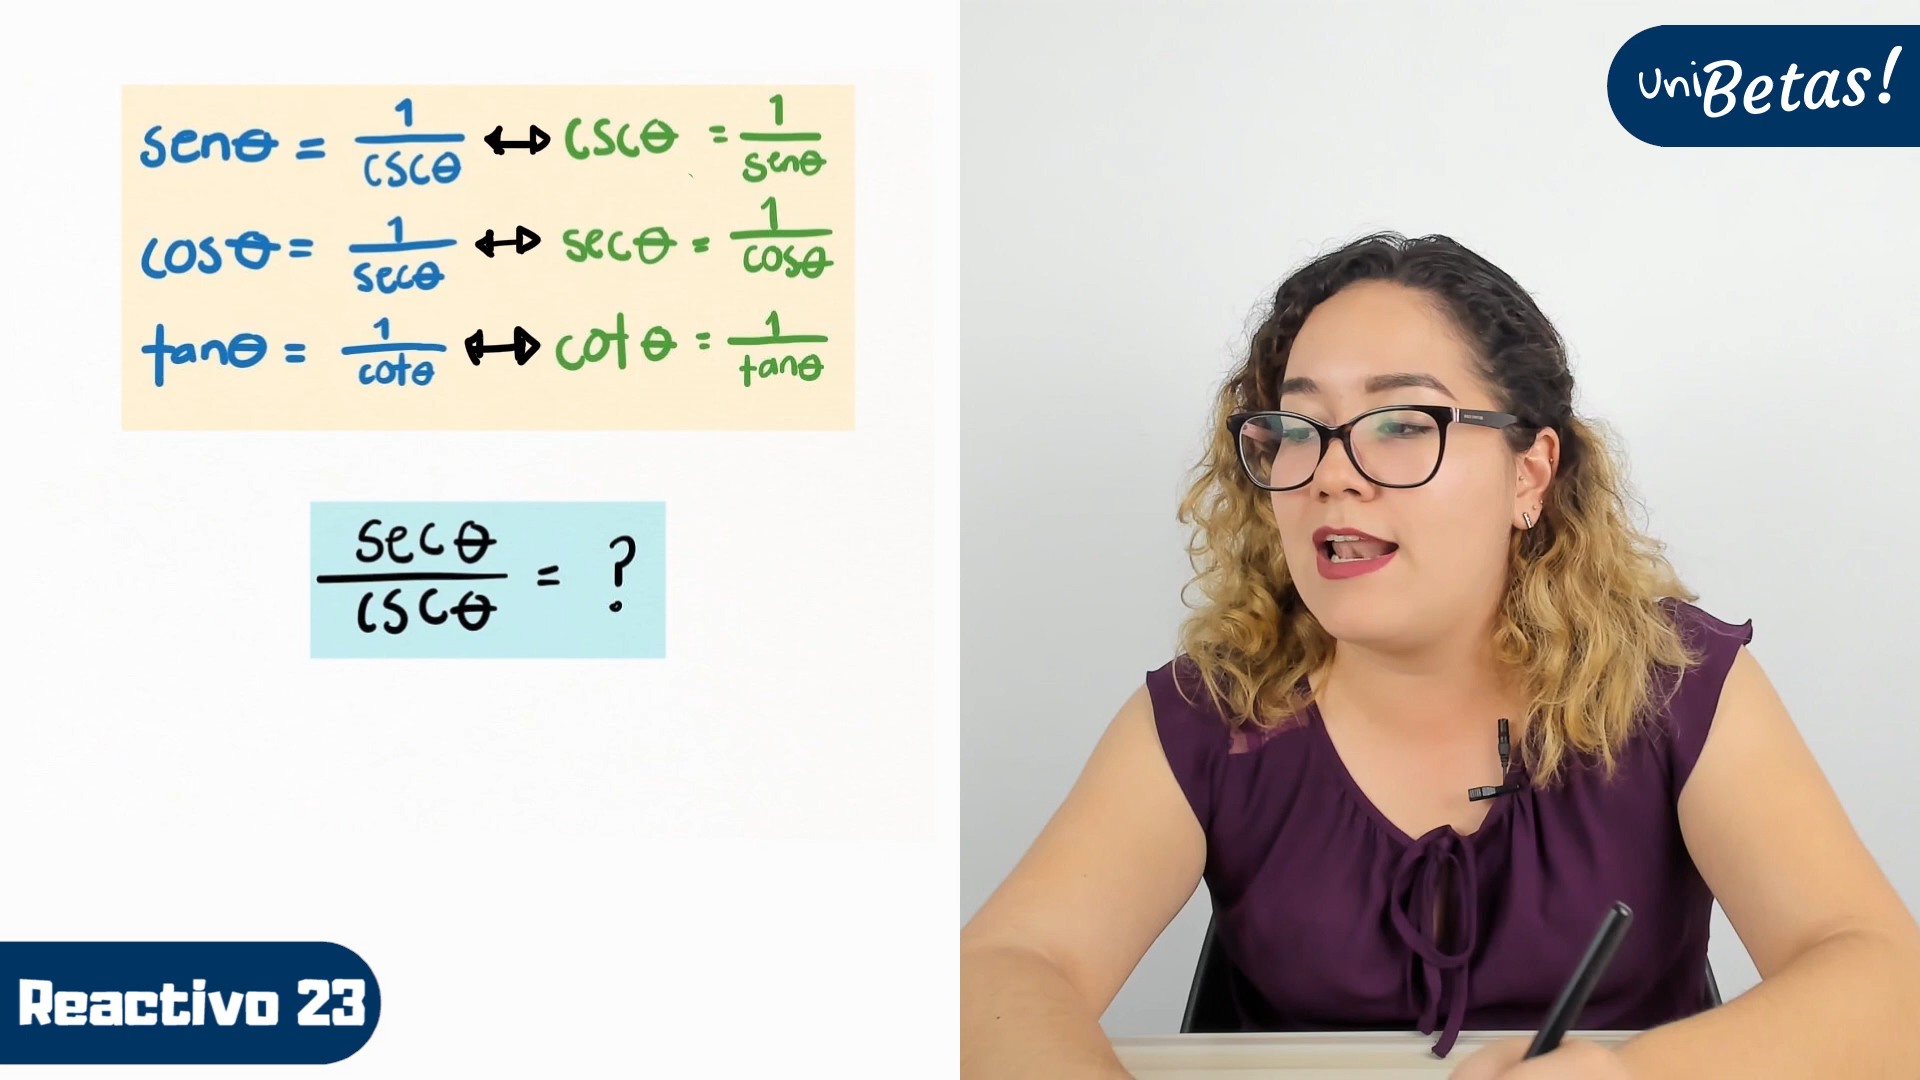 senθ = 1/cscθ ↔ cscθ = 1/senθ
cosθ = 1/secθ ↔ secθ = 1/cosθ
tanθ = 1/cotθ ↔ cotθ = 1/tanθ
secθ/cscθ = ?
Reactivo 23
uniBetas!